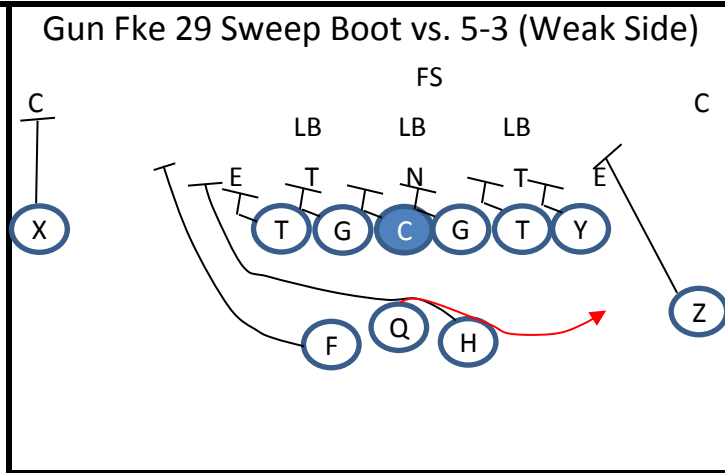 Gun Fke 29 Sweep Boot vs. 5-3 (Weak Side)
FS
C C
LB LB LB
E T N T E
X T G C G T Y
Z
Q
F H